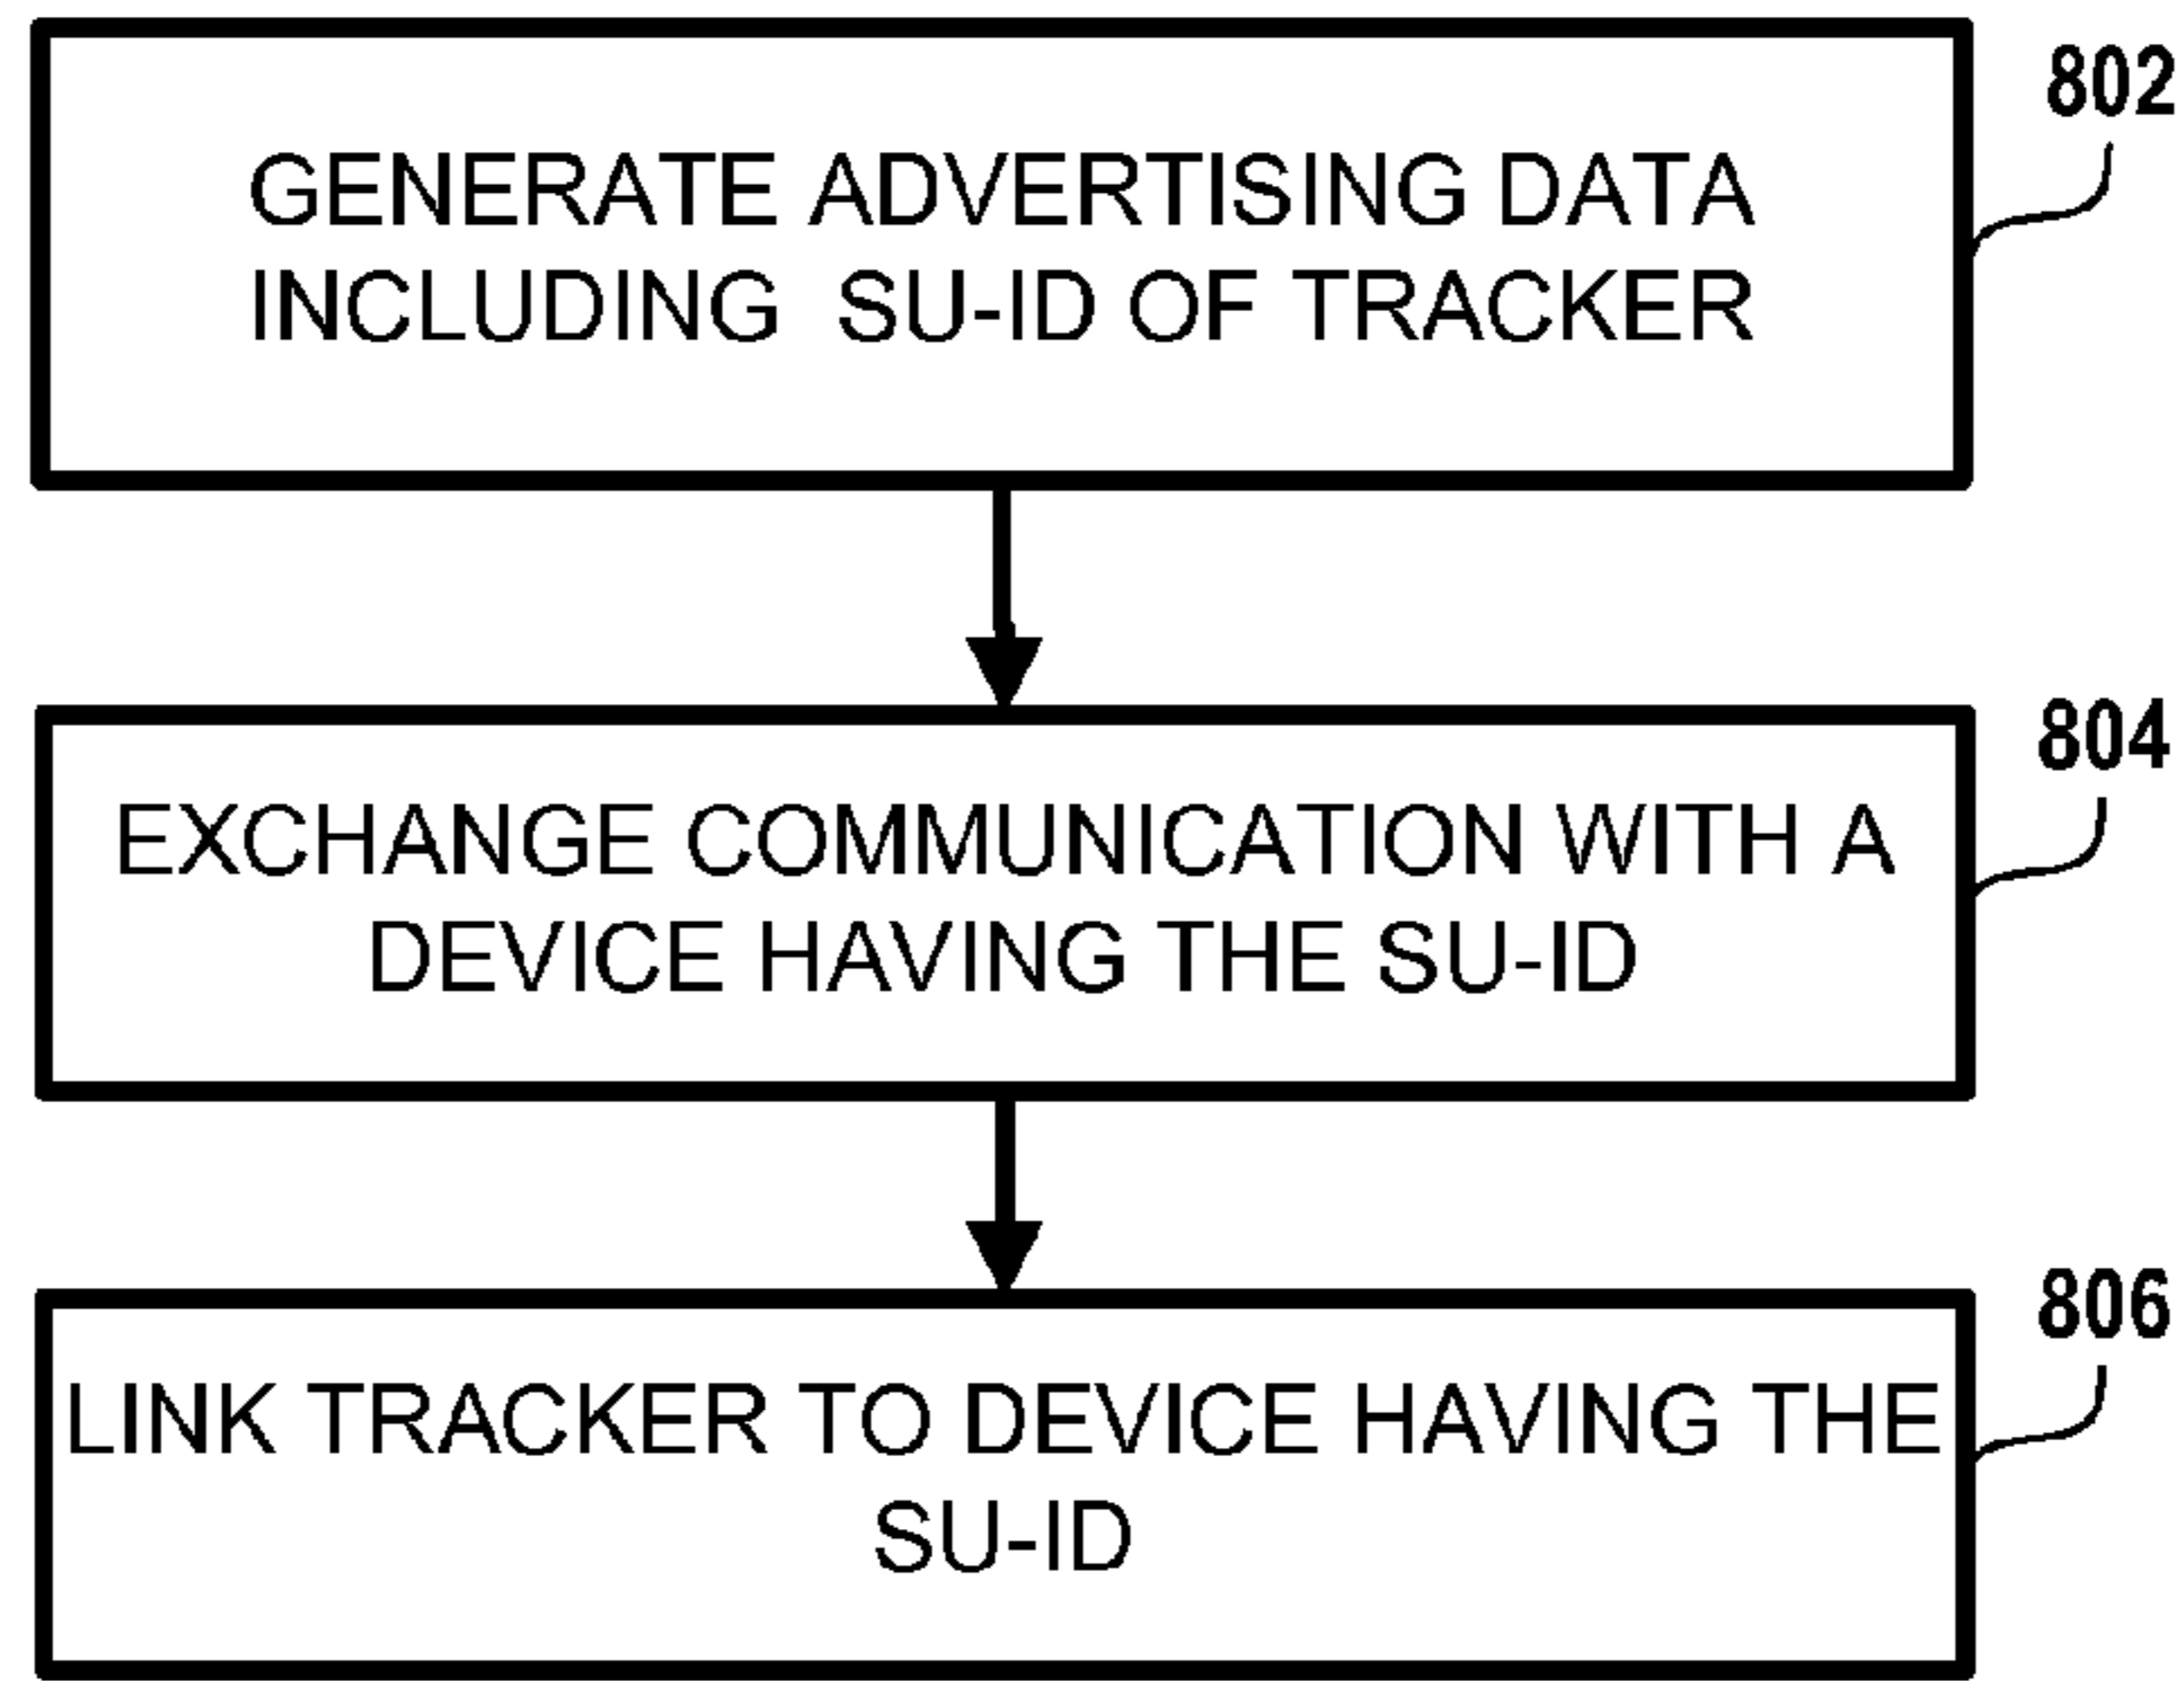 802
GENERATE ADVERTISING DATA
INCLUDING SU-ID OF TRACKER
804
EXCHANGE COMMUNICATION WITH A
DEVICE HAVING THE SU-ID
806
LINK TRACKER TO DEVICE HAVING THE
SU-ID